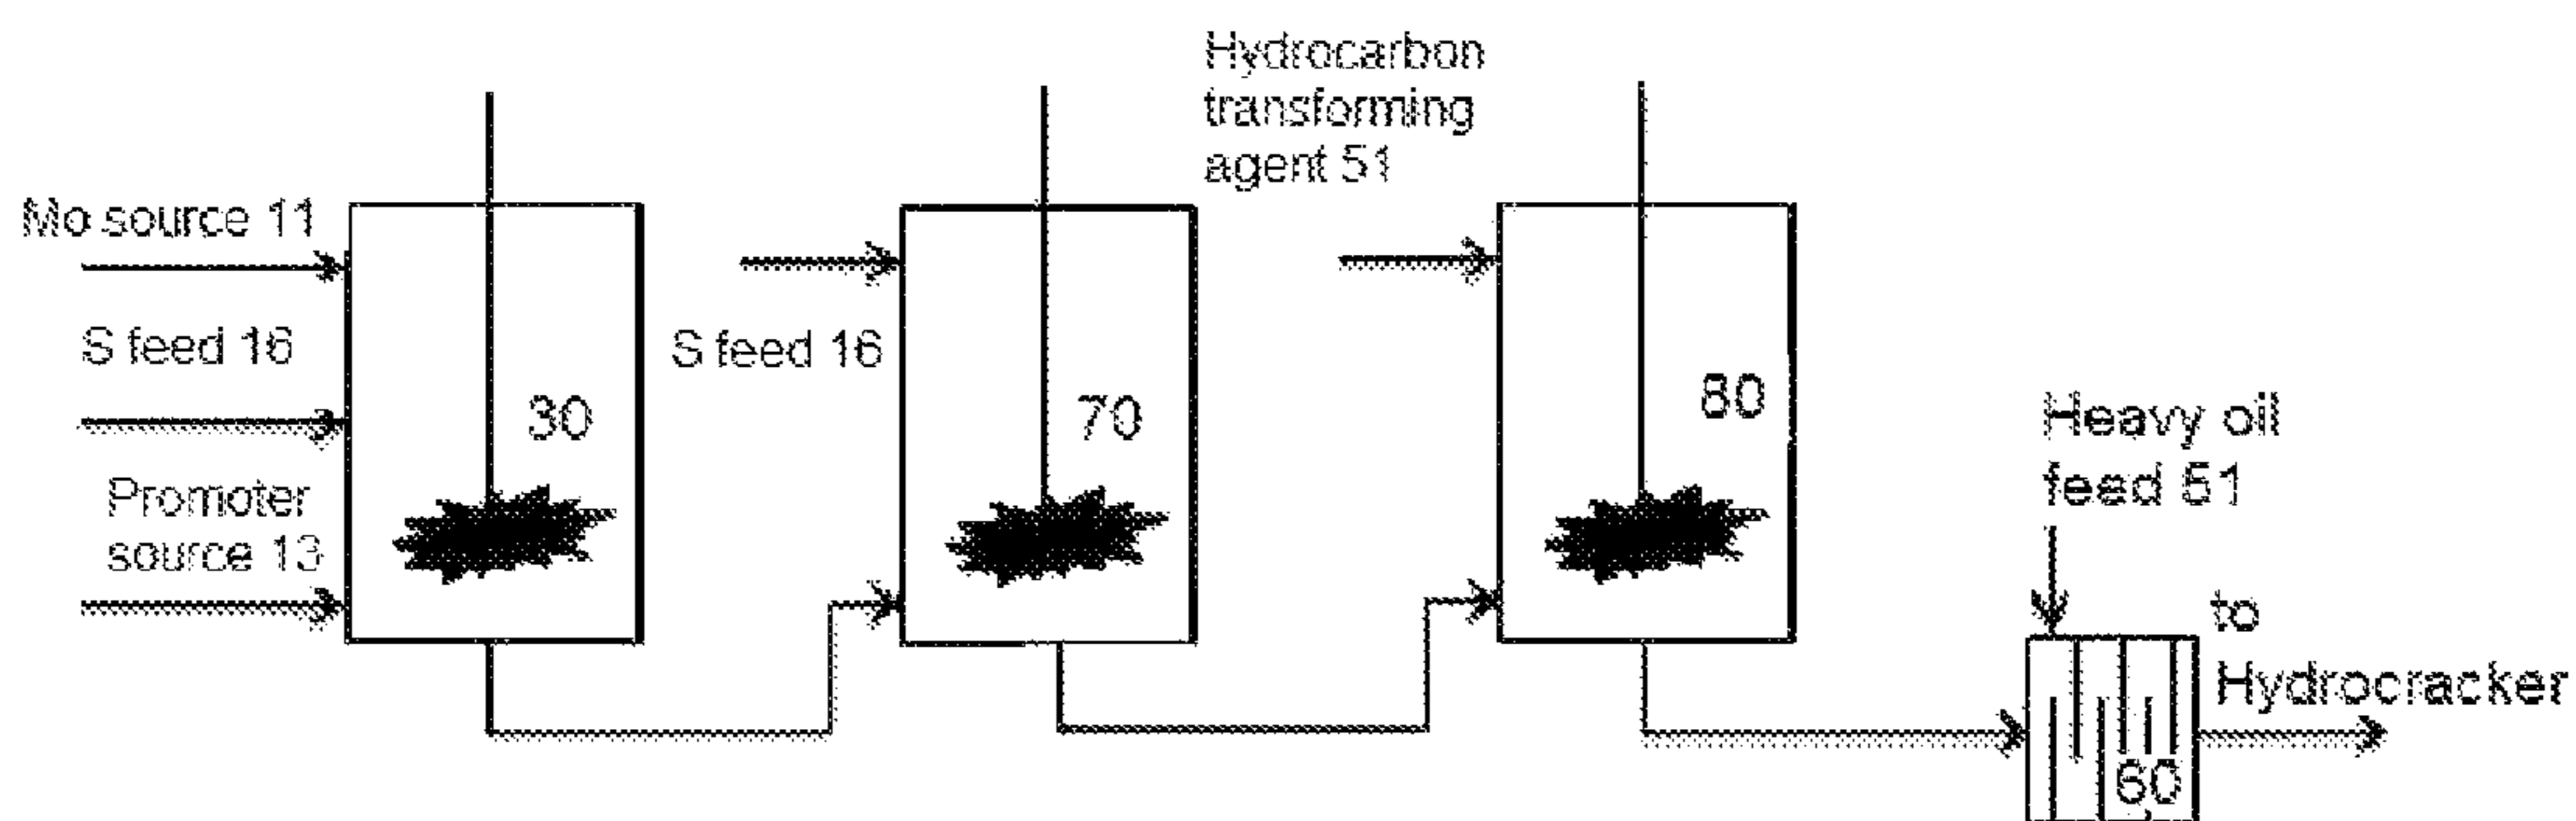 Hydrocarbon
transforming
agent 51
Mo source 11
S feed 16
Promoter
source 13
30
S feed 16
70
80
Heavy oil
feed 51
to
Hydrocracker
60